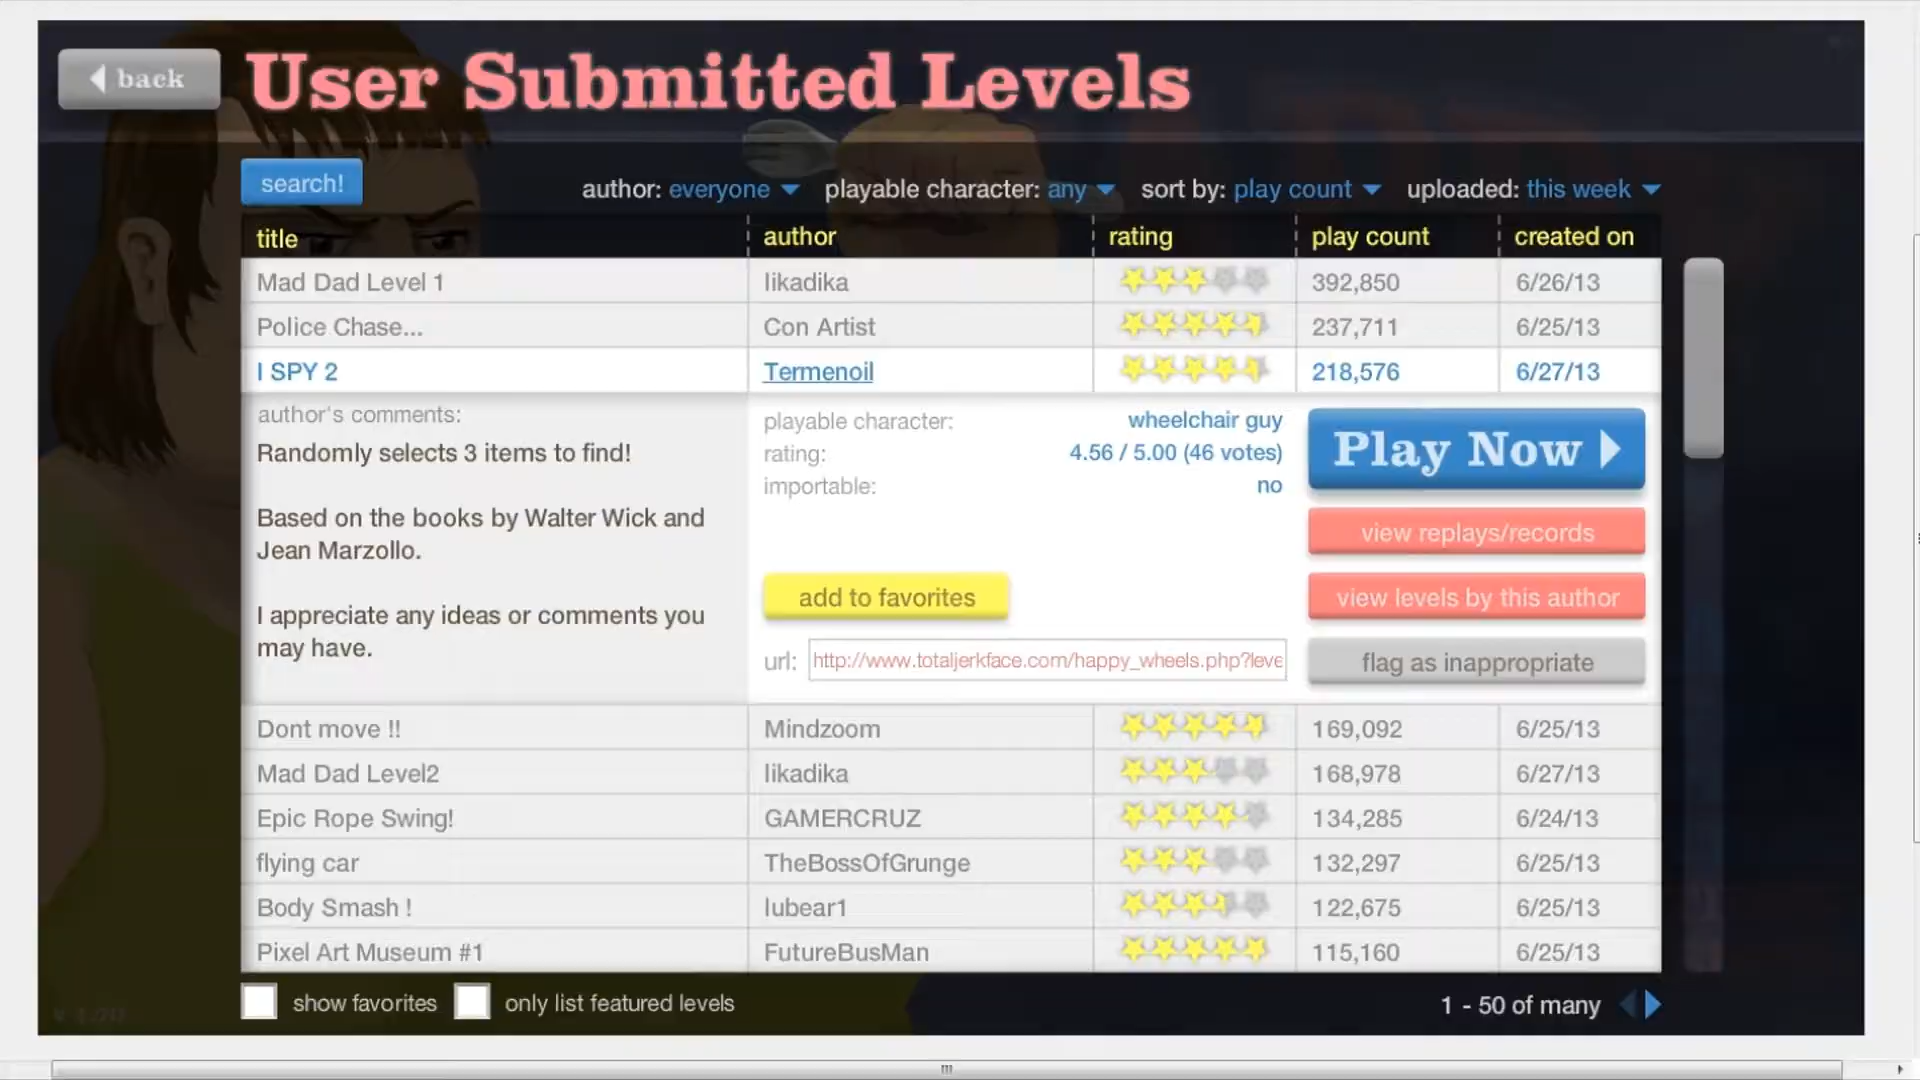 back
User Submitted Levels
search!
author: everyone playable character: any sort by: play count uploaded: this week
title author rating play count created on
Mad Dad Level 1 likadika 392,850 6/26/13
Police Chase... Con Artist 237,711 6/25/13
I SPY 2 Termenoil 218,576 6/27/13
author's comments:
Randomly selects 3 items to find!
Based on the books by Walter Wick and
Jean Marzollo.
I appreciate any ideas or comments you
may have.
playable character: wheelchair guy
rating: 4.56 / 5.00 (46 votes)
importable: no
add to favorites
url: http://www.totaljerkface.com/happy_wheels.php?leve
Play Now
view replays/records
view levels by this author
flag as inappropriate
Dont move !! Mindzoom 169,092 6/25/13
Mad Dad Level2 likadika 168,978 6/27/13
Epic Rope Swing! GAMERCRUZ 134,285 6/24/13
flying car TheBossOfGrunge 132,297 6/25/13
Body Smash ! lubear1 122,675 6/25/13
Pixel Art Museum #1 FutureBusMan 115,160 6/25/13
show favorites only list featured levels 1 - 50 of many